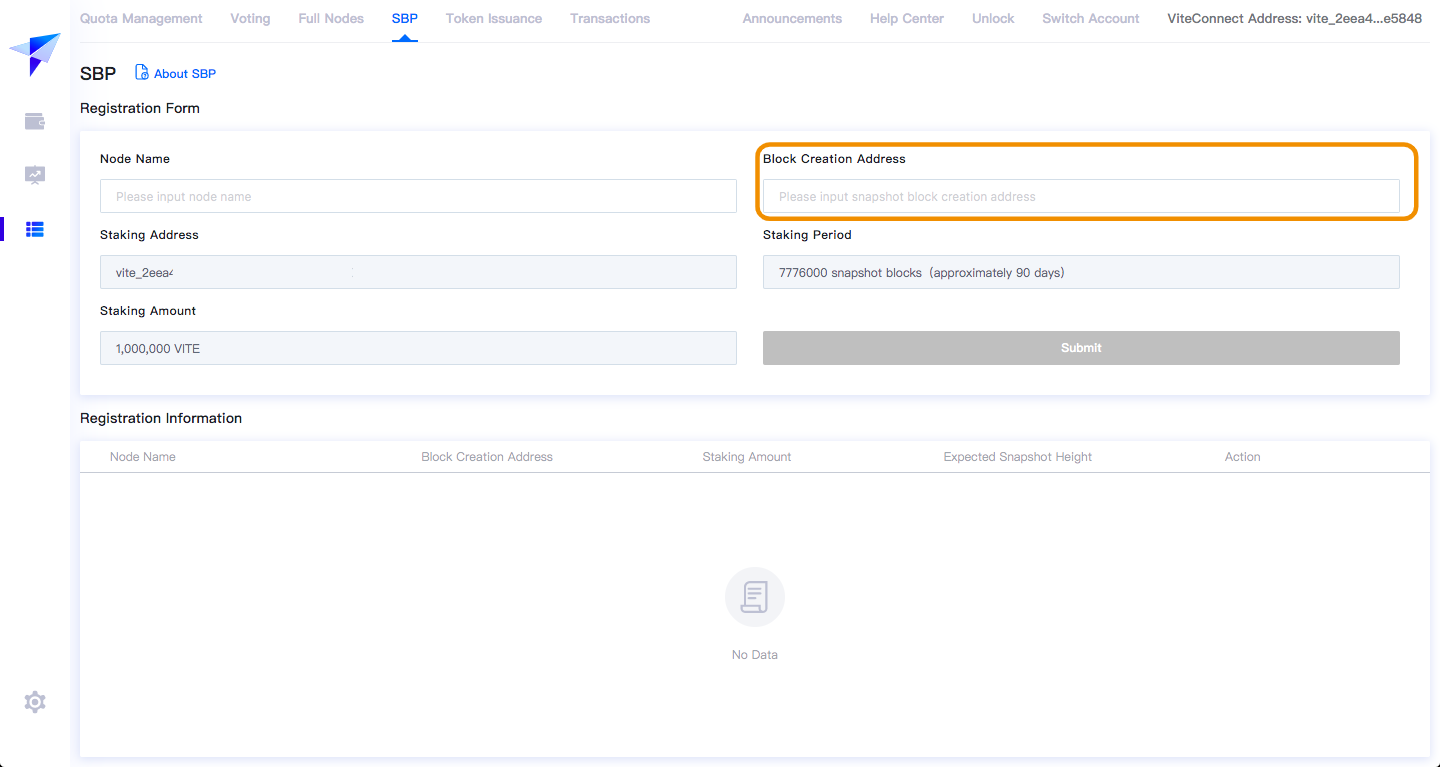 Quota Management Voting Full Nodes SBP Token Issuance Transactions Announcements Help Center Unlock Switch Account ViteConnect Address: vite_2eea4...e5848
SBP About SBP
Registration Form
Node Name Block Creation Address
Please input node name Please input snapshot block creation address
Staking Address Staking Period
vite_2eea4 7776000 snapshot blocks (approximately 90 days)
Staking Amount
1,000,000 VITE Submit
Registration Information
Node Name Block Creation Address Staking Amount Expected Snapshot Height Action
No Data